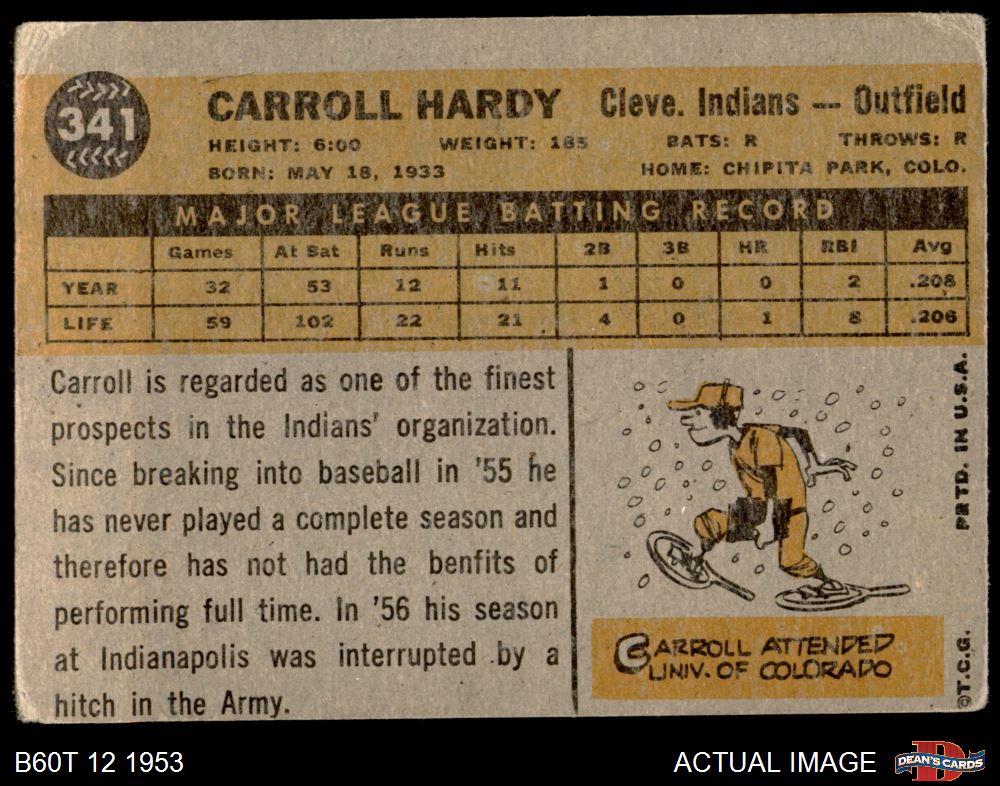 341
CARROLL HARDY Cleve. Indians — Outfield
HEIGHT: 6:00 WEIGHT: 185 BATS: R THROWS: R
BORN: MAY 18, 1933 HOME: CHIPITA PARK, COLO.
MAJOR LEAGUE BATTING RECORD
Games At Bat Runs Hits 2B 3B HR RBI Avg
YEAR 32 53 12 11 1 0 0 2 .208
LIFE 59 102 22 21 4 0 1 8 .206
Carroll is regarded as one of the finest
prospects in the Indians' organization.
Since breaking into baseball in '55 he
has never played a complete season and
therefore has not had the benfits of
performing full time. In '56 his season
at Indianapolis was interrupted by a
hitch in the Army.
CARROLL ATTENDED
UNIV. OF COLORADO
©T.C.G. PRTD. IN U.S.A.
B60T 12 1953 ACTUAL IMAGE
D
DEAN'S CARDS